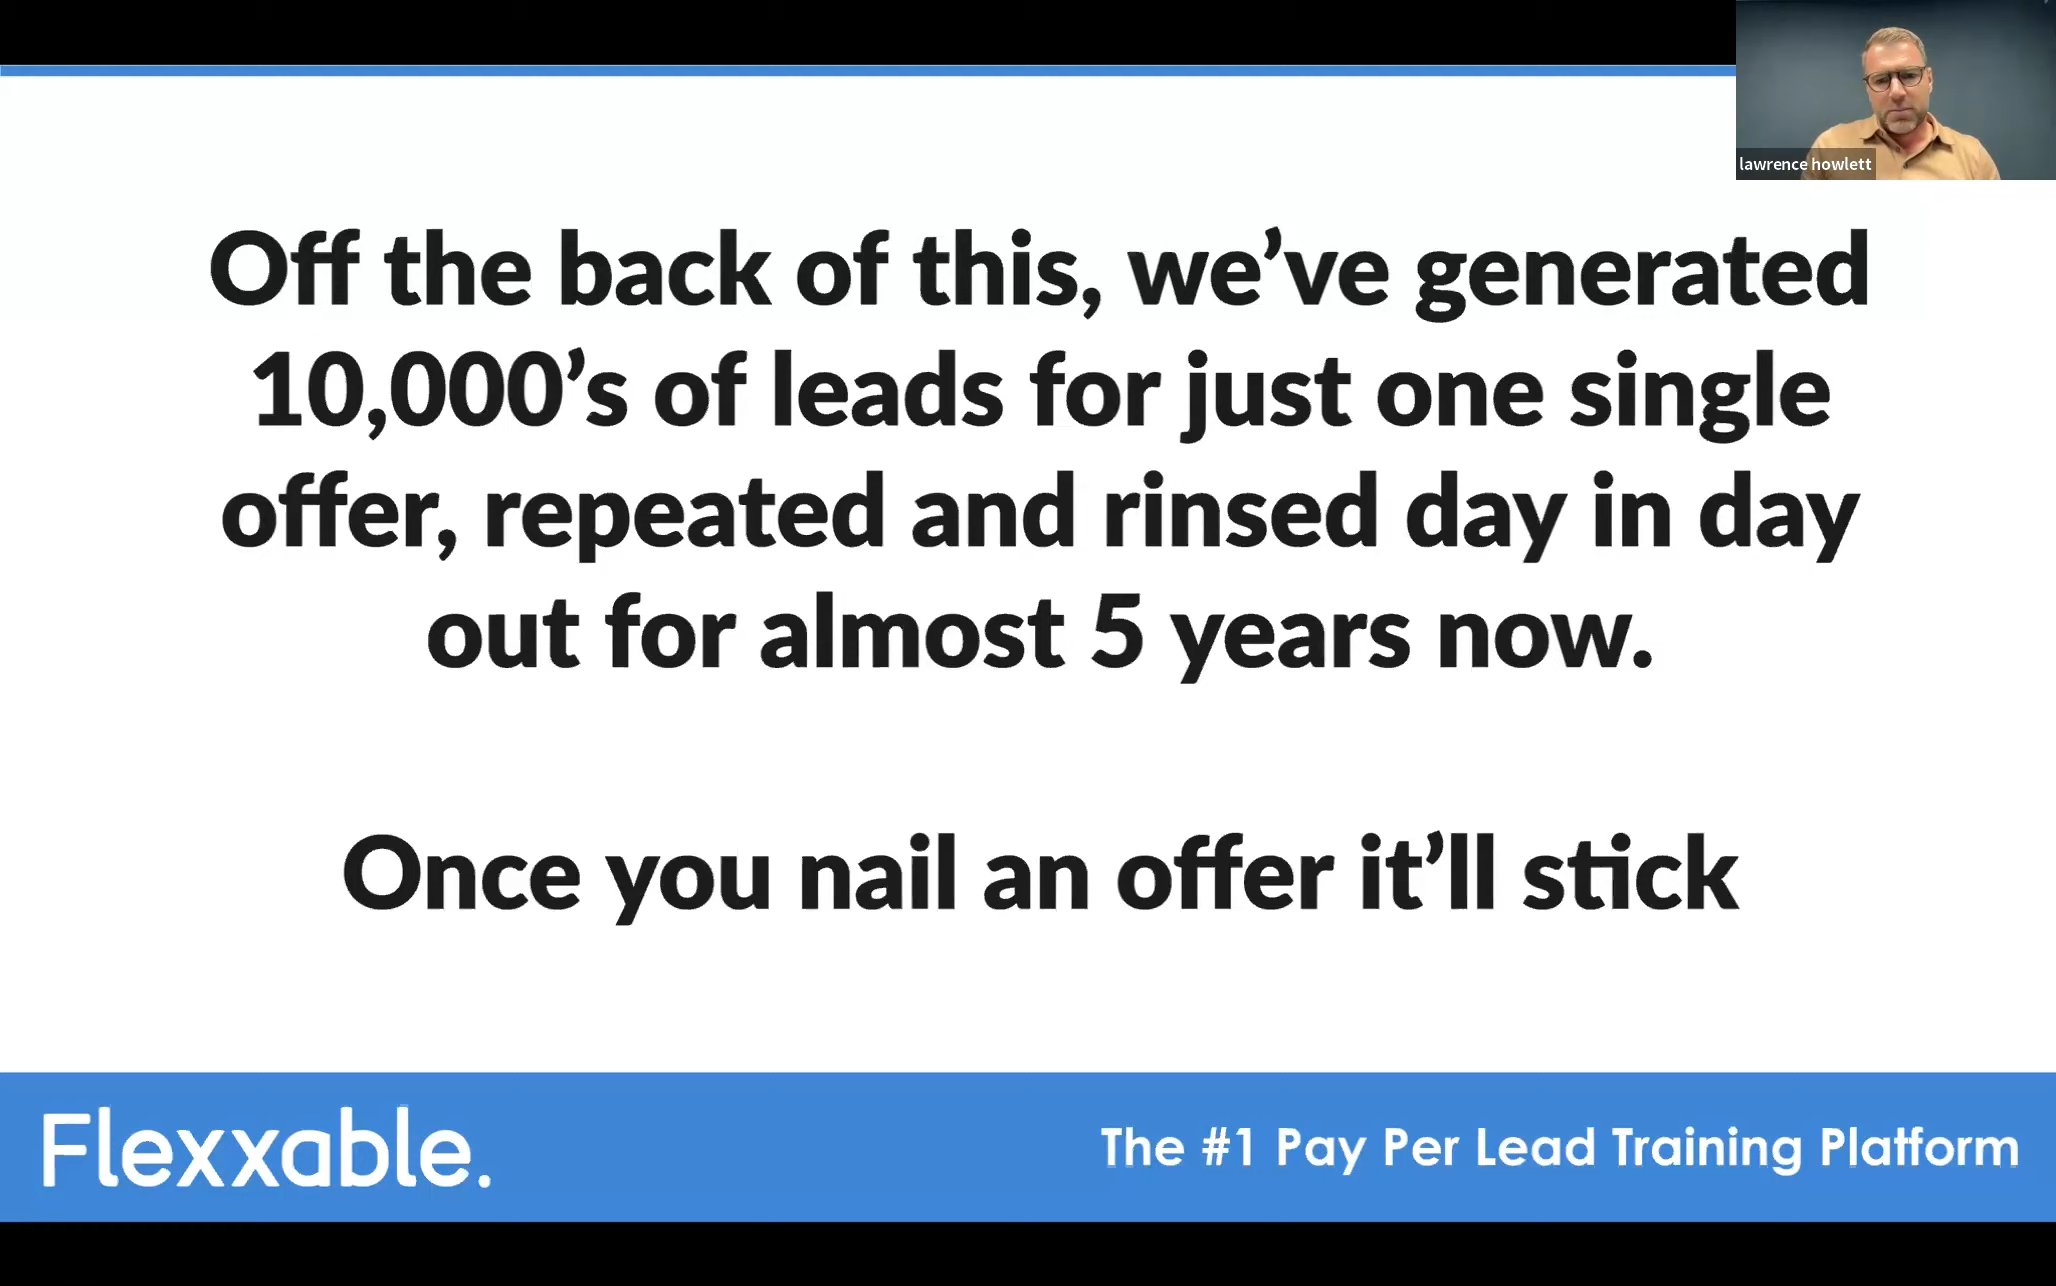 lawrence howlett
Off the back of this, we’ve generated
10,000’s of leads for just one single
offer, repeated and rinsed day in day
out for almost 5 years now.
Once you nail an offer it’ll stick
Flexxable.
The #1 Pay Per Lead Training Platform